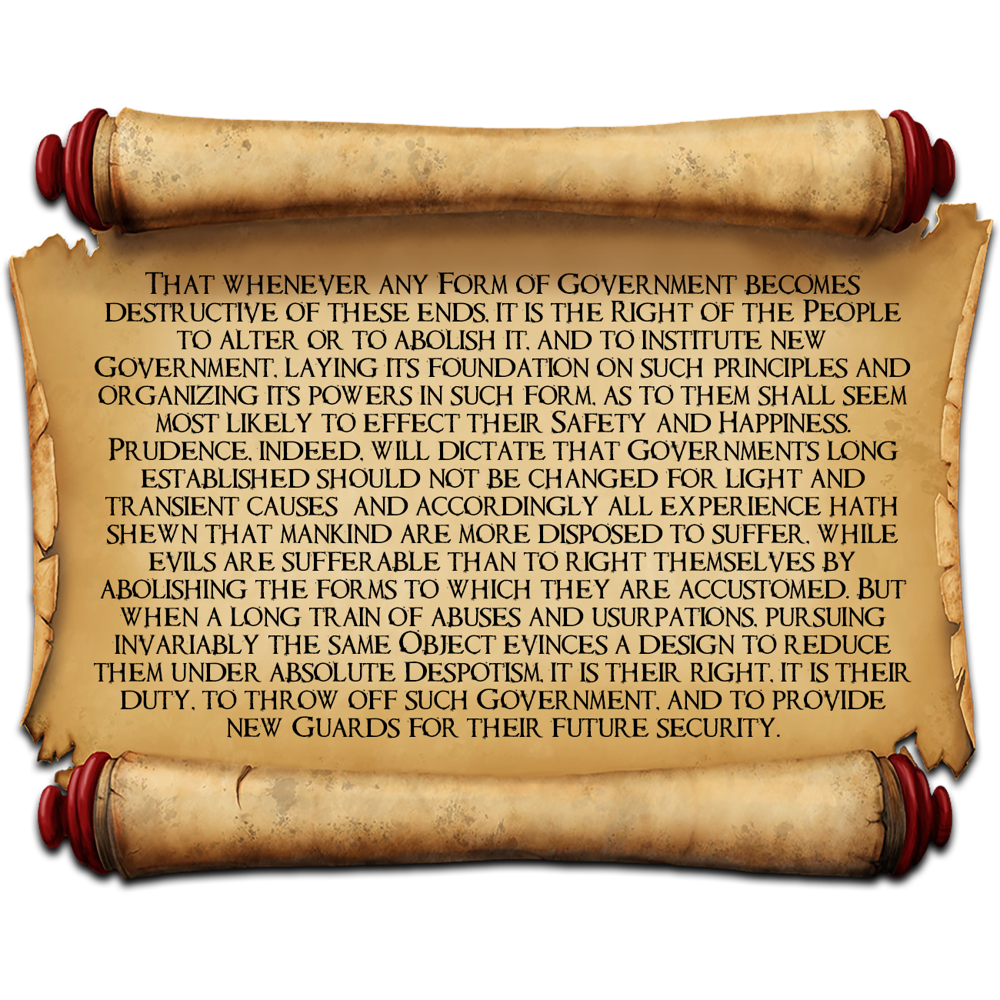 That whenever any Form of Government becomes
destructive of these ends, it is the Right of the People
to alter or to abolish it, and to institute new
Government, laying its foundation on such principles and
organizing its powers in such form, as to them shall seem
most likely to effect their Safety and Happiness.
Prudence, indeed, will dictate that Governments long
established should not be changed for light and
transient causes  and accordingly all experience hath
shewn that mankind are more disposed to suffer, while
evils are sufferable than to right themselves by
abolishing the forms to which they are accustomed. But
when a long train of abuses and usurpations, pursuing
invariably the same Object evinces a design to reduce
them under absolute Despotism, it is their right, it is their
duty, to throw off such Government, and to provide
new Guards for their future security.